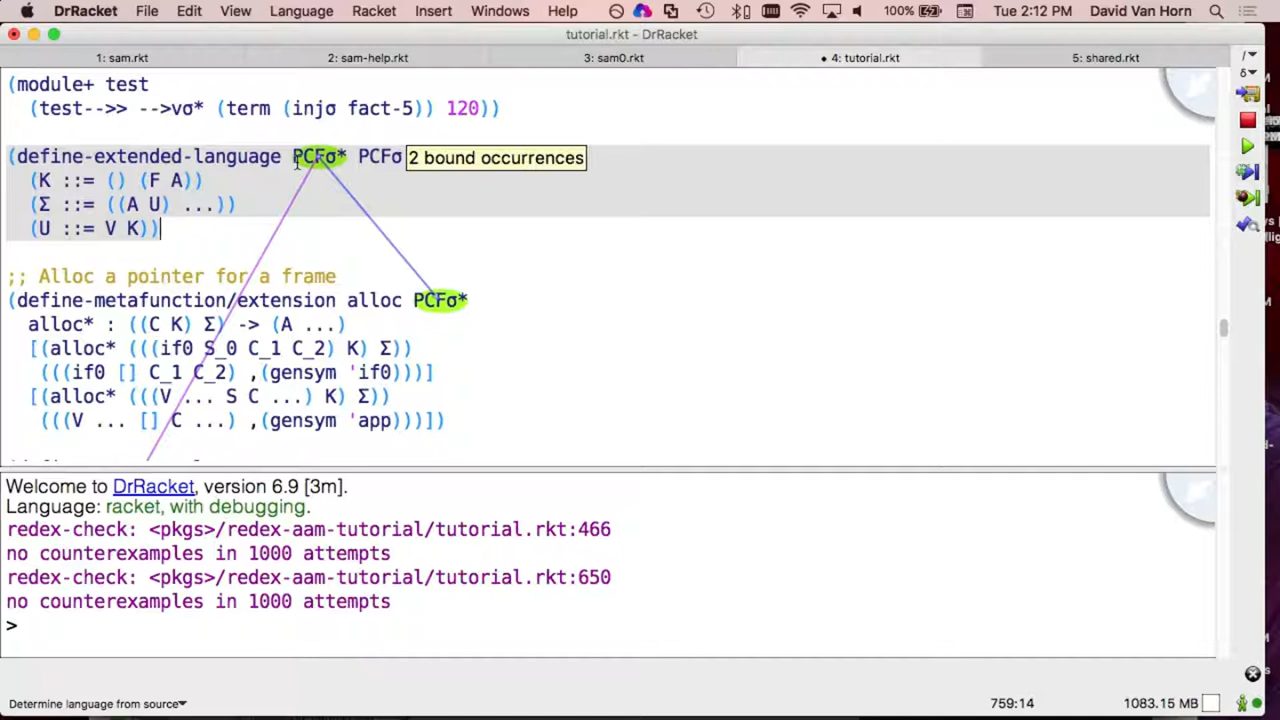 DrRacket File Edit View Language Racket Insert Windows Help 100% Tue 2:12 PM David Van Horn
tutorial.rkt - DrRacket
1: sam.rkt 2: sam-help.rkt 3: sam0.rkt • 4: tutorial.rkt 5: shared.rkt
(module+ test
(test-->> -->vσ* (term (injσ fact-5)) 120))
(define-extended-language PCFσ* PCFσ 2 bound occurrences
(K ::= () (F A))
(Σ ::= ((A U) ...))
(U ::= V K))
;; Alloc a pointer for a frame
(define-metafunction/extension alloc PCFσ*
alloc* : ((C K) Σ) -> (A ...)
[(alloc* (((if0 S_0 C_1 C_2) K) Σ))
(((if0 [] C_1 C_2) ,(gensym 'if0)))]
[(alloc* (((V ... S C ...) K) Σ))
(((V ... [] C ...) ,(gensym 'app)))])
Welcome to DrRacket, version 6.9 [3m].
Language: racket, with debugging.
redex-check: <pkgs>/redex-aam-tutorial/tutorial.rkt:466
no counterexamples in 1000 attempts
redex-check: <pkgs>/redex-aam-tutorial/tutorial.rkt:650
no counterexamples in 1000 attempts
>
Determine language from source 759:14 1083.15 MB